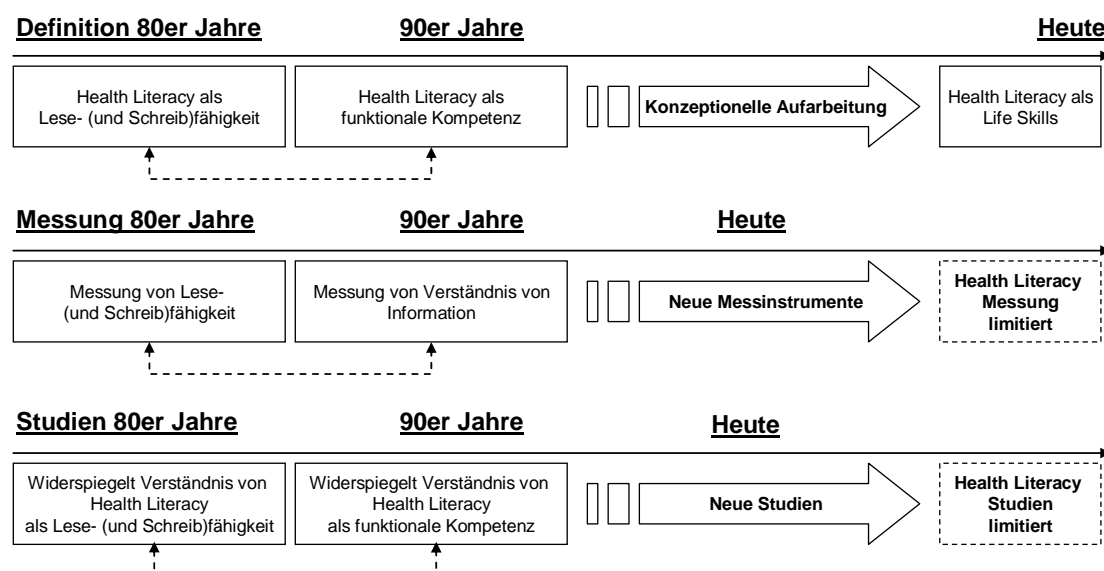 Definition 80er Jahre
90er Jahre
Heute
Health Literacy als
Lese- (und Schreib)fähigkeit
Health Literacy als
funktionale Kompetenz
Konzeptionelle Aufarbeitung
Health Literacy als
Life Skills
Messung 80er Jahre
90er Jahre
Heute
Messung von Lese-
(und Schreib)fähigkeit
Messung von Verständnis von
Information
Neue Messinstrumente
Health Literacy
Messung
limitiert
Studien 80er Jahre
90er Jahre
Heute
Widerspiegelt Verständnis von
Health Literacy
als Lese- (und Schreib)fähigkeit
Widerspiegelt Verständnis von
Health Literacy
als funktionale Kompetenz
Neue Studien
Health Literacy
Studien
limitiert